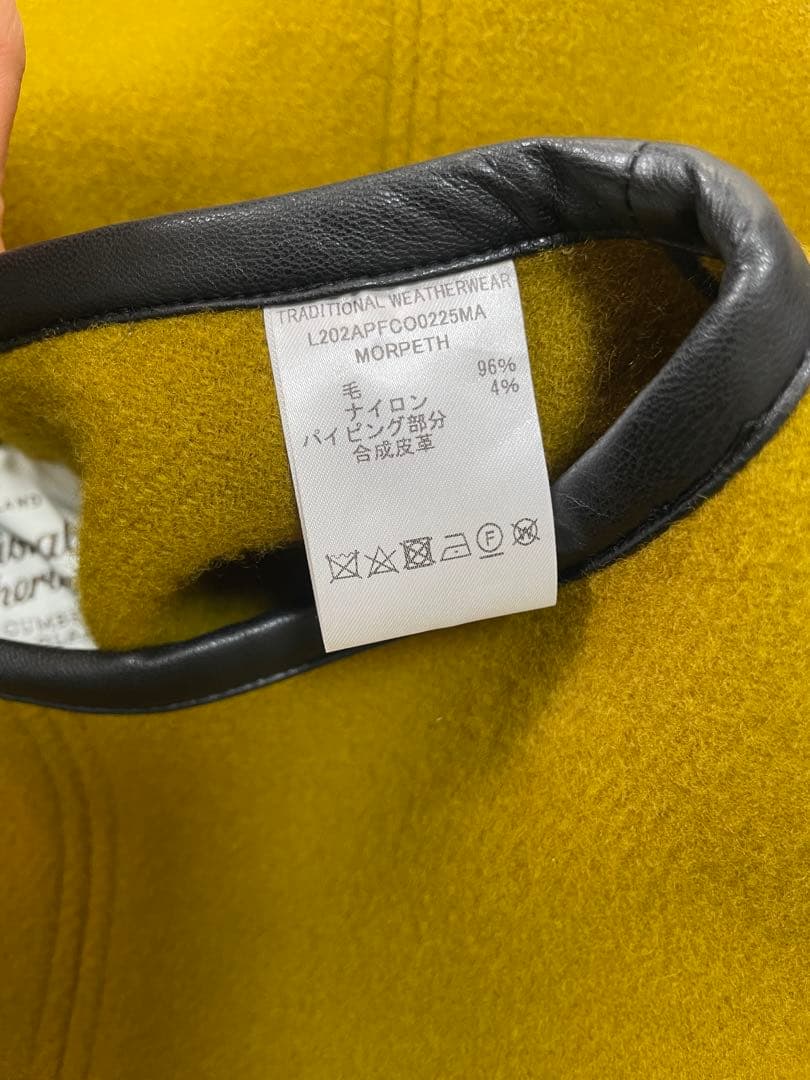 TRADITIONAL WEATHERWEAR
L202APFCO0225MA
MORPETH
毛 96%
ナイロン 4%
パイピング部分
合成皮革
F
W